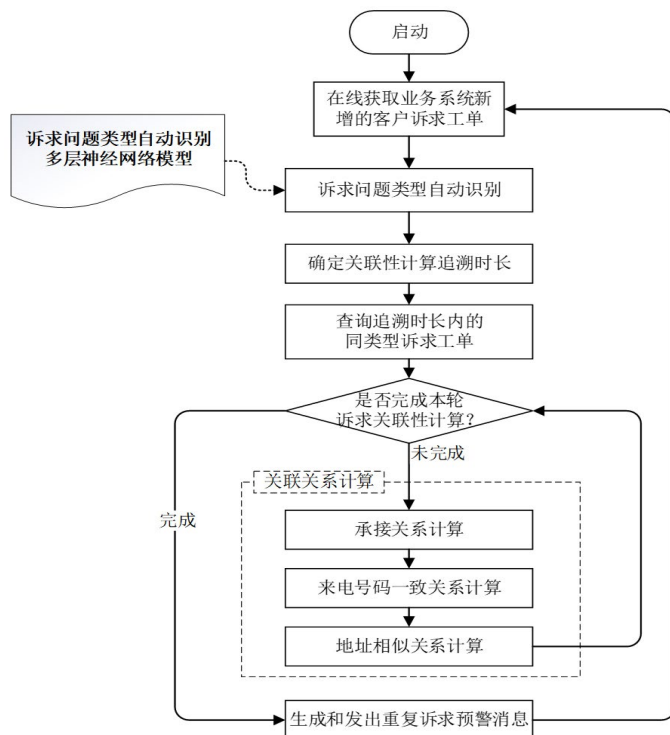 启动
在线获取业务系统新
增的客户诉求工单
诉求问题类型自动识别
多层神经网络模型
诉求问题类型自动识别
确定关联性计算追溯时长
查询追溯时长内的
同类型诉求工单
是否完成本轮
诉求关联性计算？
未完成
完成
关联关系计算
承接关系计算
来电号码一致关系计算
地址相似关系计算
生成和发出重复诉求预警消息